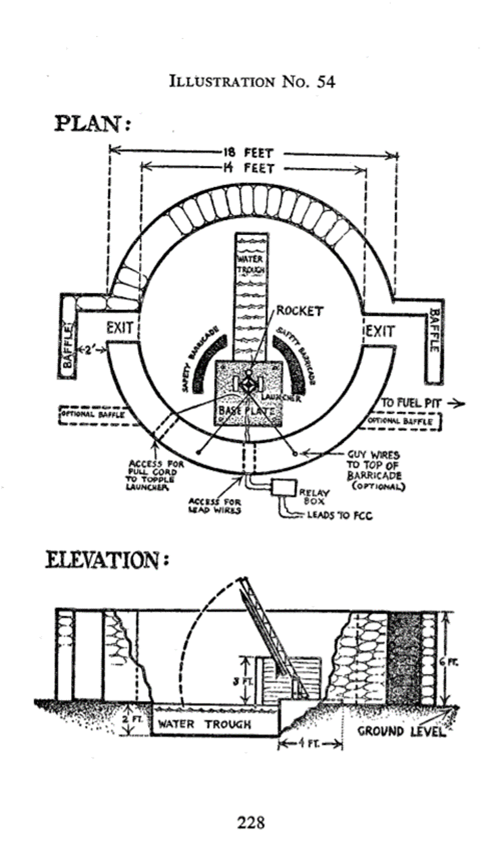 ILLUSTRATION NO. 54
PLAN:
18 FEET
14 FEET
WATER
TROUGH
ROCKET
SAFETY BARRICADE
SAFETY BARRICADE
BAFFLE
EXIT
2'
EXIT
BAFFLE
LAUNCHER
BASE PLATE
TO FUEL PIT
OPTIONAL BAFFLE
OPTIONAL BAFFLE
ACCESS FOR
PULL CORD
TO TOPPLE
LAUNCHER
GUY WIRES
TO TOP OF
BARRICADE
(OPTIONAL)
ACCESS FOR
LEAD WIRES
RELAY
BOX
LEADS TO FCC
ELEVATION:
3 FT.
6 FT.
2 FT.
WATER TROUGH
GROUND LEVEL
4 FT.
228